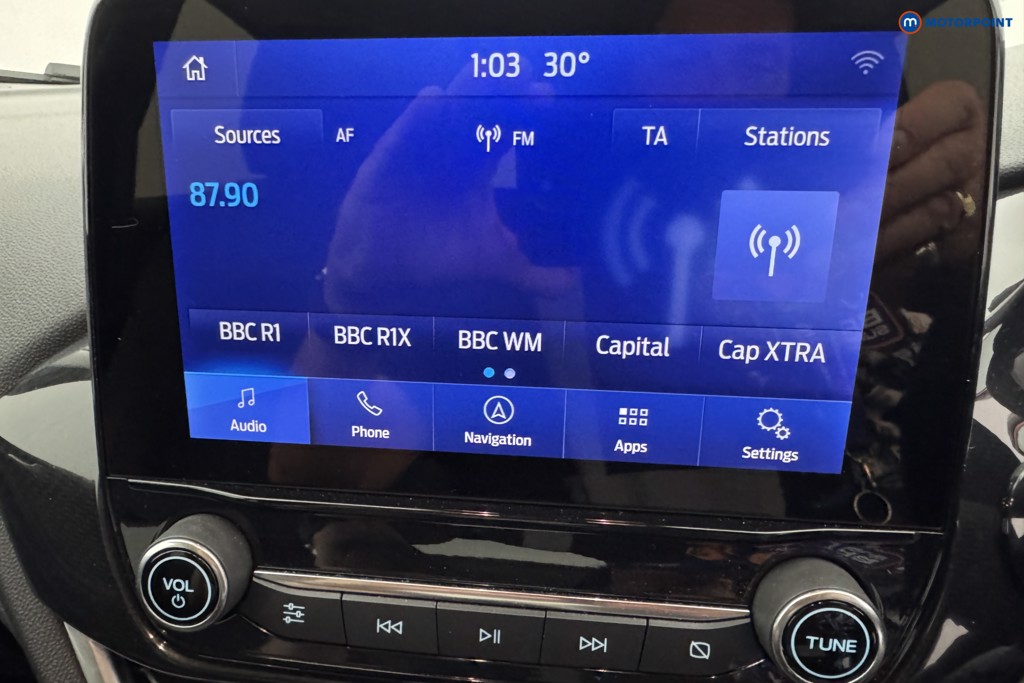 MOTORPOINT
1:03 30°
Sources AF FM TA Stations
87.90
BBC R1 BBC R1X BBC WM Capital Cap XTRA
Audio Phone Navigation Apps Settings
VOL
TUNE